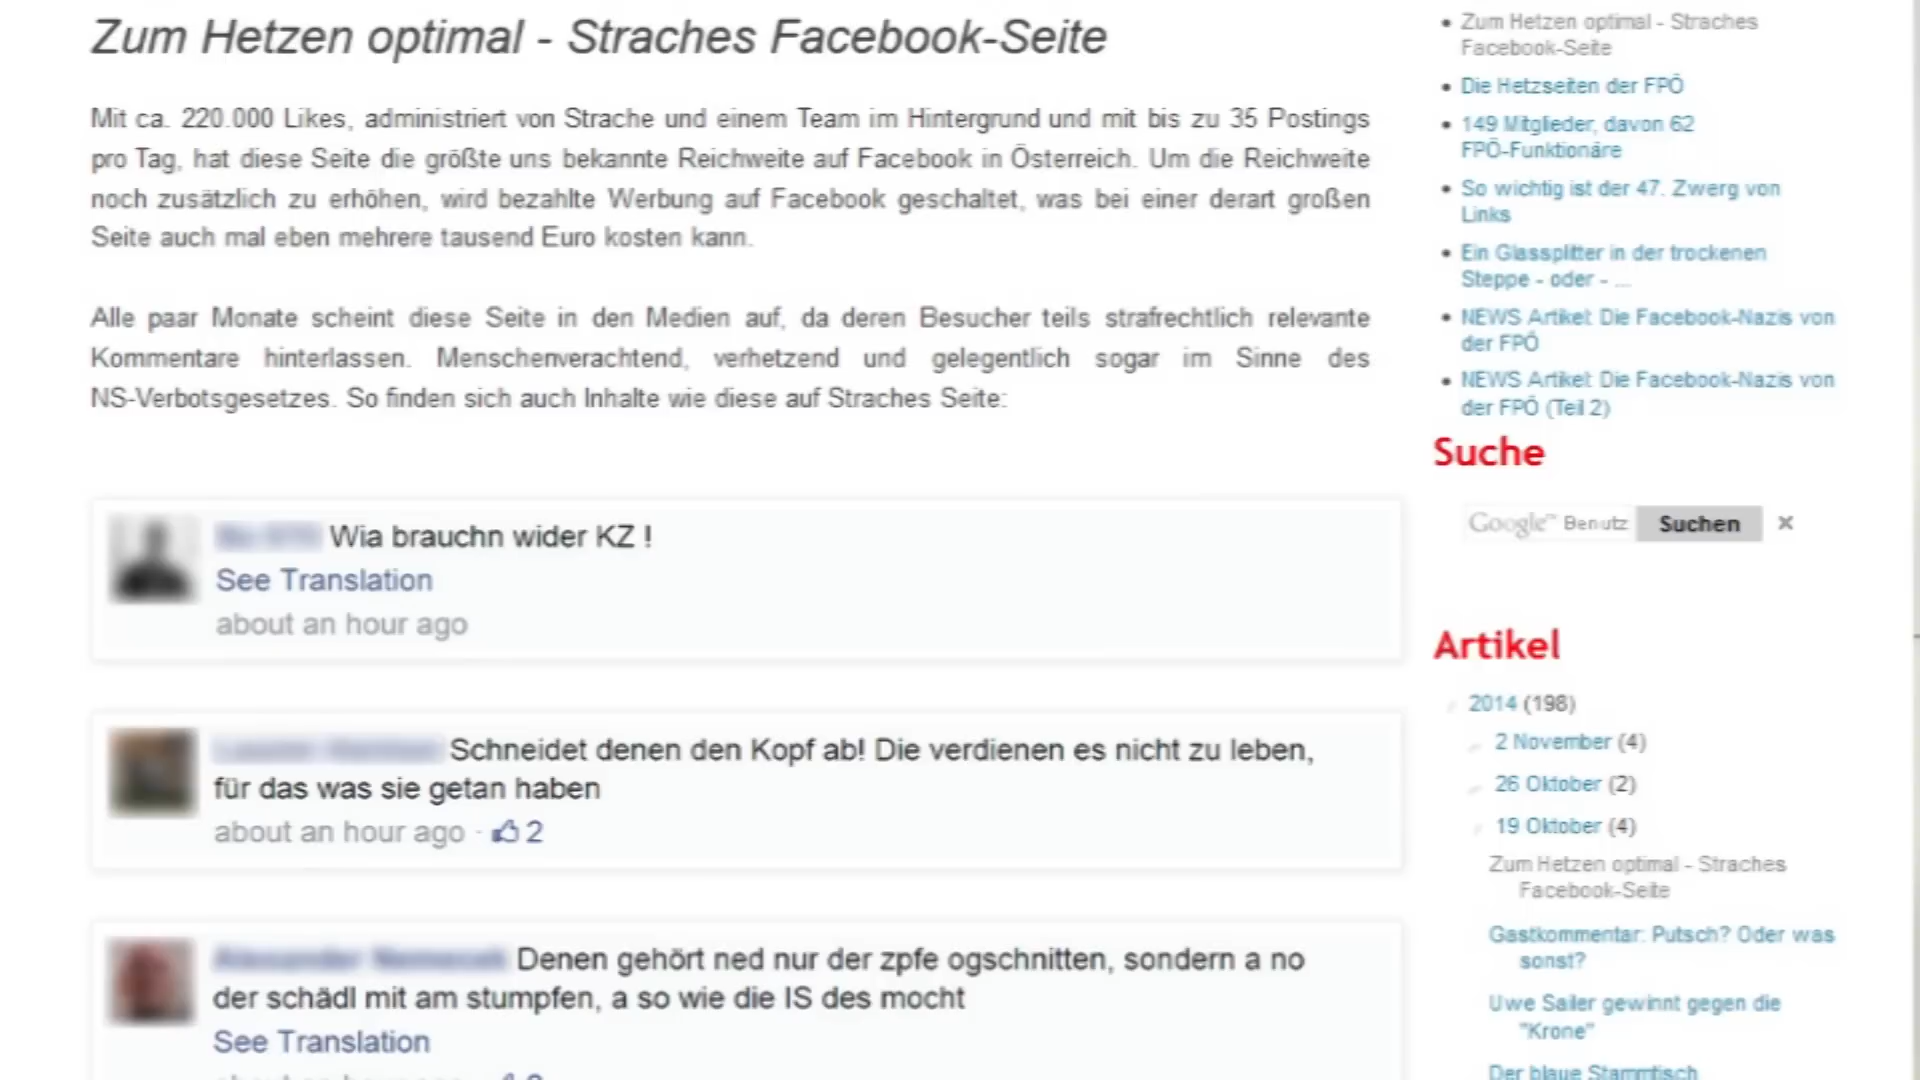 Zum Hetzen optimal - Straches Facebook-Seite
Mit ca. 220.000 Likes, administriert von Strache und einem Team im Hintergrund und mit bis zu 35 Postings
pro Tag, hat diese Seite die größte uns bekannte Reichweite auf Facebook in Österreich. Um die Reichweite
noch zusätzlich zu erhöhen, wird bezahlte Werbung auf Facebook geschaltet, was bei einer derart großen
Seite auch mal eben mehrere tausend Euro kosten kann.
Alle paar Monate scheint diese Seite in den Medien auf, da deren Besucher teils strafrechtlich relevante
Kommentare hinterlassen. Menschenverachtend, verhetzend und gelegentlich sogar im Sinne des
NS-Verbotsgesetzes. So finden sich auch Inhalte wie diese auf Straches Seite:
Wia brauchn wider KZ !
See Translation
about an hour ago
Schneidet denen den Kopf ab! Die verdienen es nicht zu leben,
für das was sie getan haben
about an hour ago · 2
Denen gehört ned nur der zpfe ogschnitten, sondern a no
der schädl mit am stumpfen, a so wie die IS des mocht
See Translation
Zum Hetzen optimal - Straches
Facebook-Seite
Die Hetzseiten der FPÖ
149 Mitglieder, davon 62
FPÖ-Funktionäre
So wichtig ist der 47. Zwerg von
Links
Ein Glassplitter in der trockenen
Steppe - oder - ...
NEWS Artikel: Die Facebook-Nazis von
der FPÖ
NEWS Artikel: Die Facebook-Nazis von
der FPÖ (Teil 2)
Suche
Google™ Benutz Suchen ×
Artikel
2014 (198)
2 November (4)
26 Oktober (2)
19 Oktober (4)
Zum Hetzen optimal - Straches
Facebook-Seite
Gastkommentar: Putsch? Oder was
sonst?
Uwe Sailer gewinnt gegen die
"Krone"
Der blaue Stammtisch